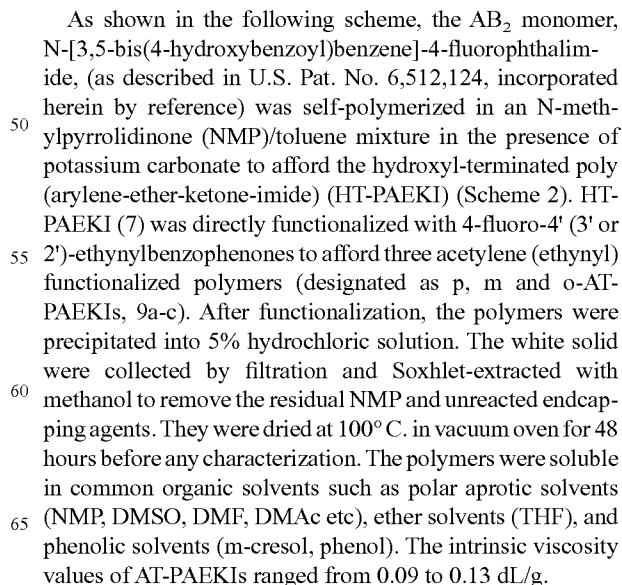 As shown in the following scheme, the AB2 monomer,
N-[3,5-bis(4-hydroxybenzoyl)benzene]-4-fluorophthalim-
ide, (as described in U.S. Pat. No. 6,512,124, incorporated
herein by reference) was self-polymerized in an N-meth-
50 ylpyrrolidinone (NMP)/toluene mixture in the presence of
potassium carbonate to afford the hydroxyl-terminated poly
(arylene-ether-ketone-imide) (HT-PAEKI) (Scheme 2). HT-
PAEKI (7) was directly functionalized with 4-fluoro-4' (3' or
55 2')-ethynylbenzophenones to afford three acetylene (ethynyl)
functionalized polymers (designated as p, m and o-AT-
PAEKIs, 9a-c). After functionalization, the polymers were
precipitated into 5% hydrochloric solution. The white solid
were collected by filtration and Soxhlet-extracted with
60 methanol to remove the residual NMP and unreacted endcap-
ping agents. They were dried at 100° C. in vacuum oven for 48
hours before any characterization. The polymers were soluble
in common organic solvents such as polar aprotic solvents
65 (NMP, DMSO, DMF, DMAc etc), ether solvents (THF), and
phenolic solvents (m-cresol, phenol). The intrinsic viscosity
values of AT-PAEKIs ranged from 0.09 to 0.13 dL/g.